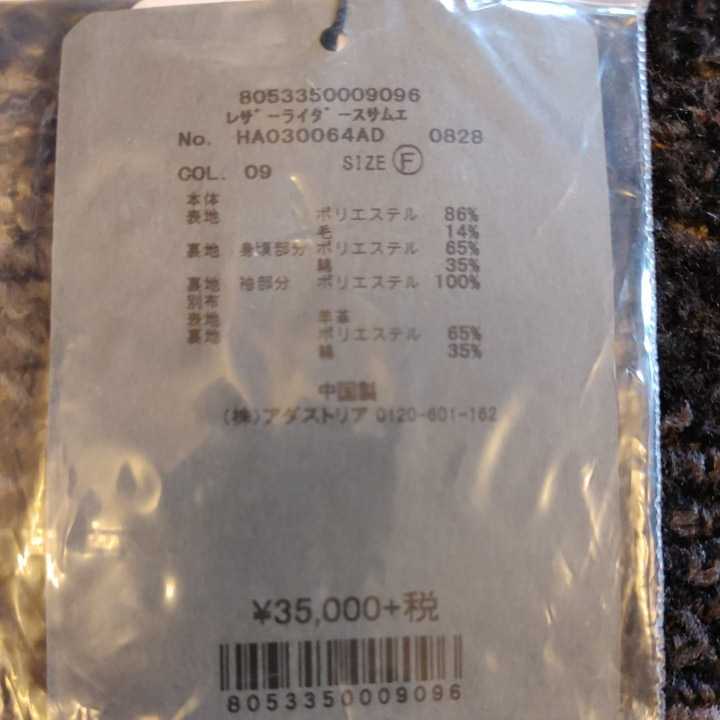 8053350009096
レザーライダースサムエ
No. HA030064AD 0828
COL. 09 SIZE F
本体
表地 ポリエステル 86%
毛 14%
裏地 身頃部分 ポリエステル 65%
綿 35%
裏地 袖部分 ポリエステル 100%
別布
表地 羊革
裏地 ポリエステル 65%
綿 35%
中国製
(株)アダストリア 0120-601-162
¥35,000+税
8053350009096